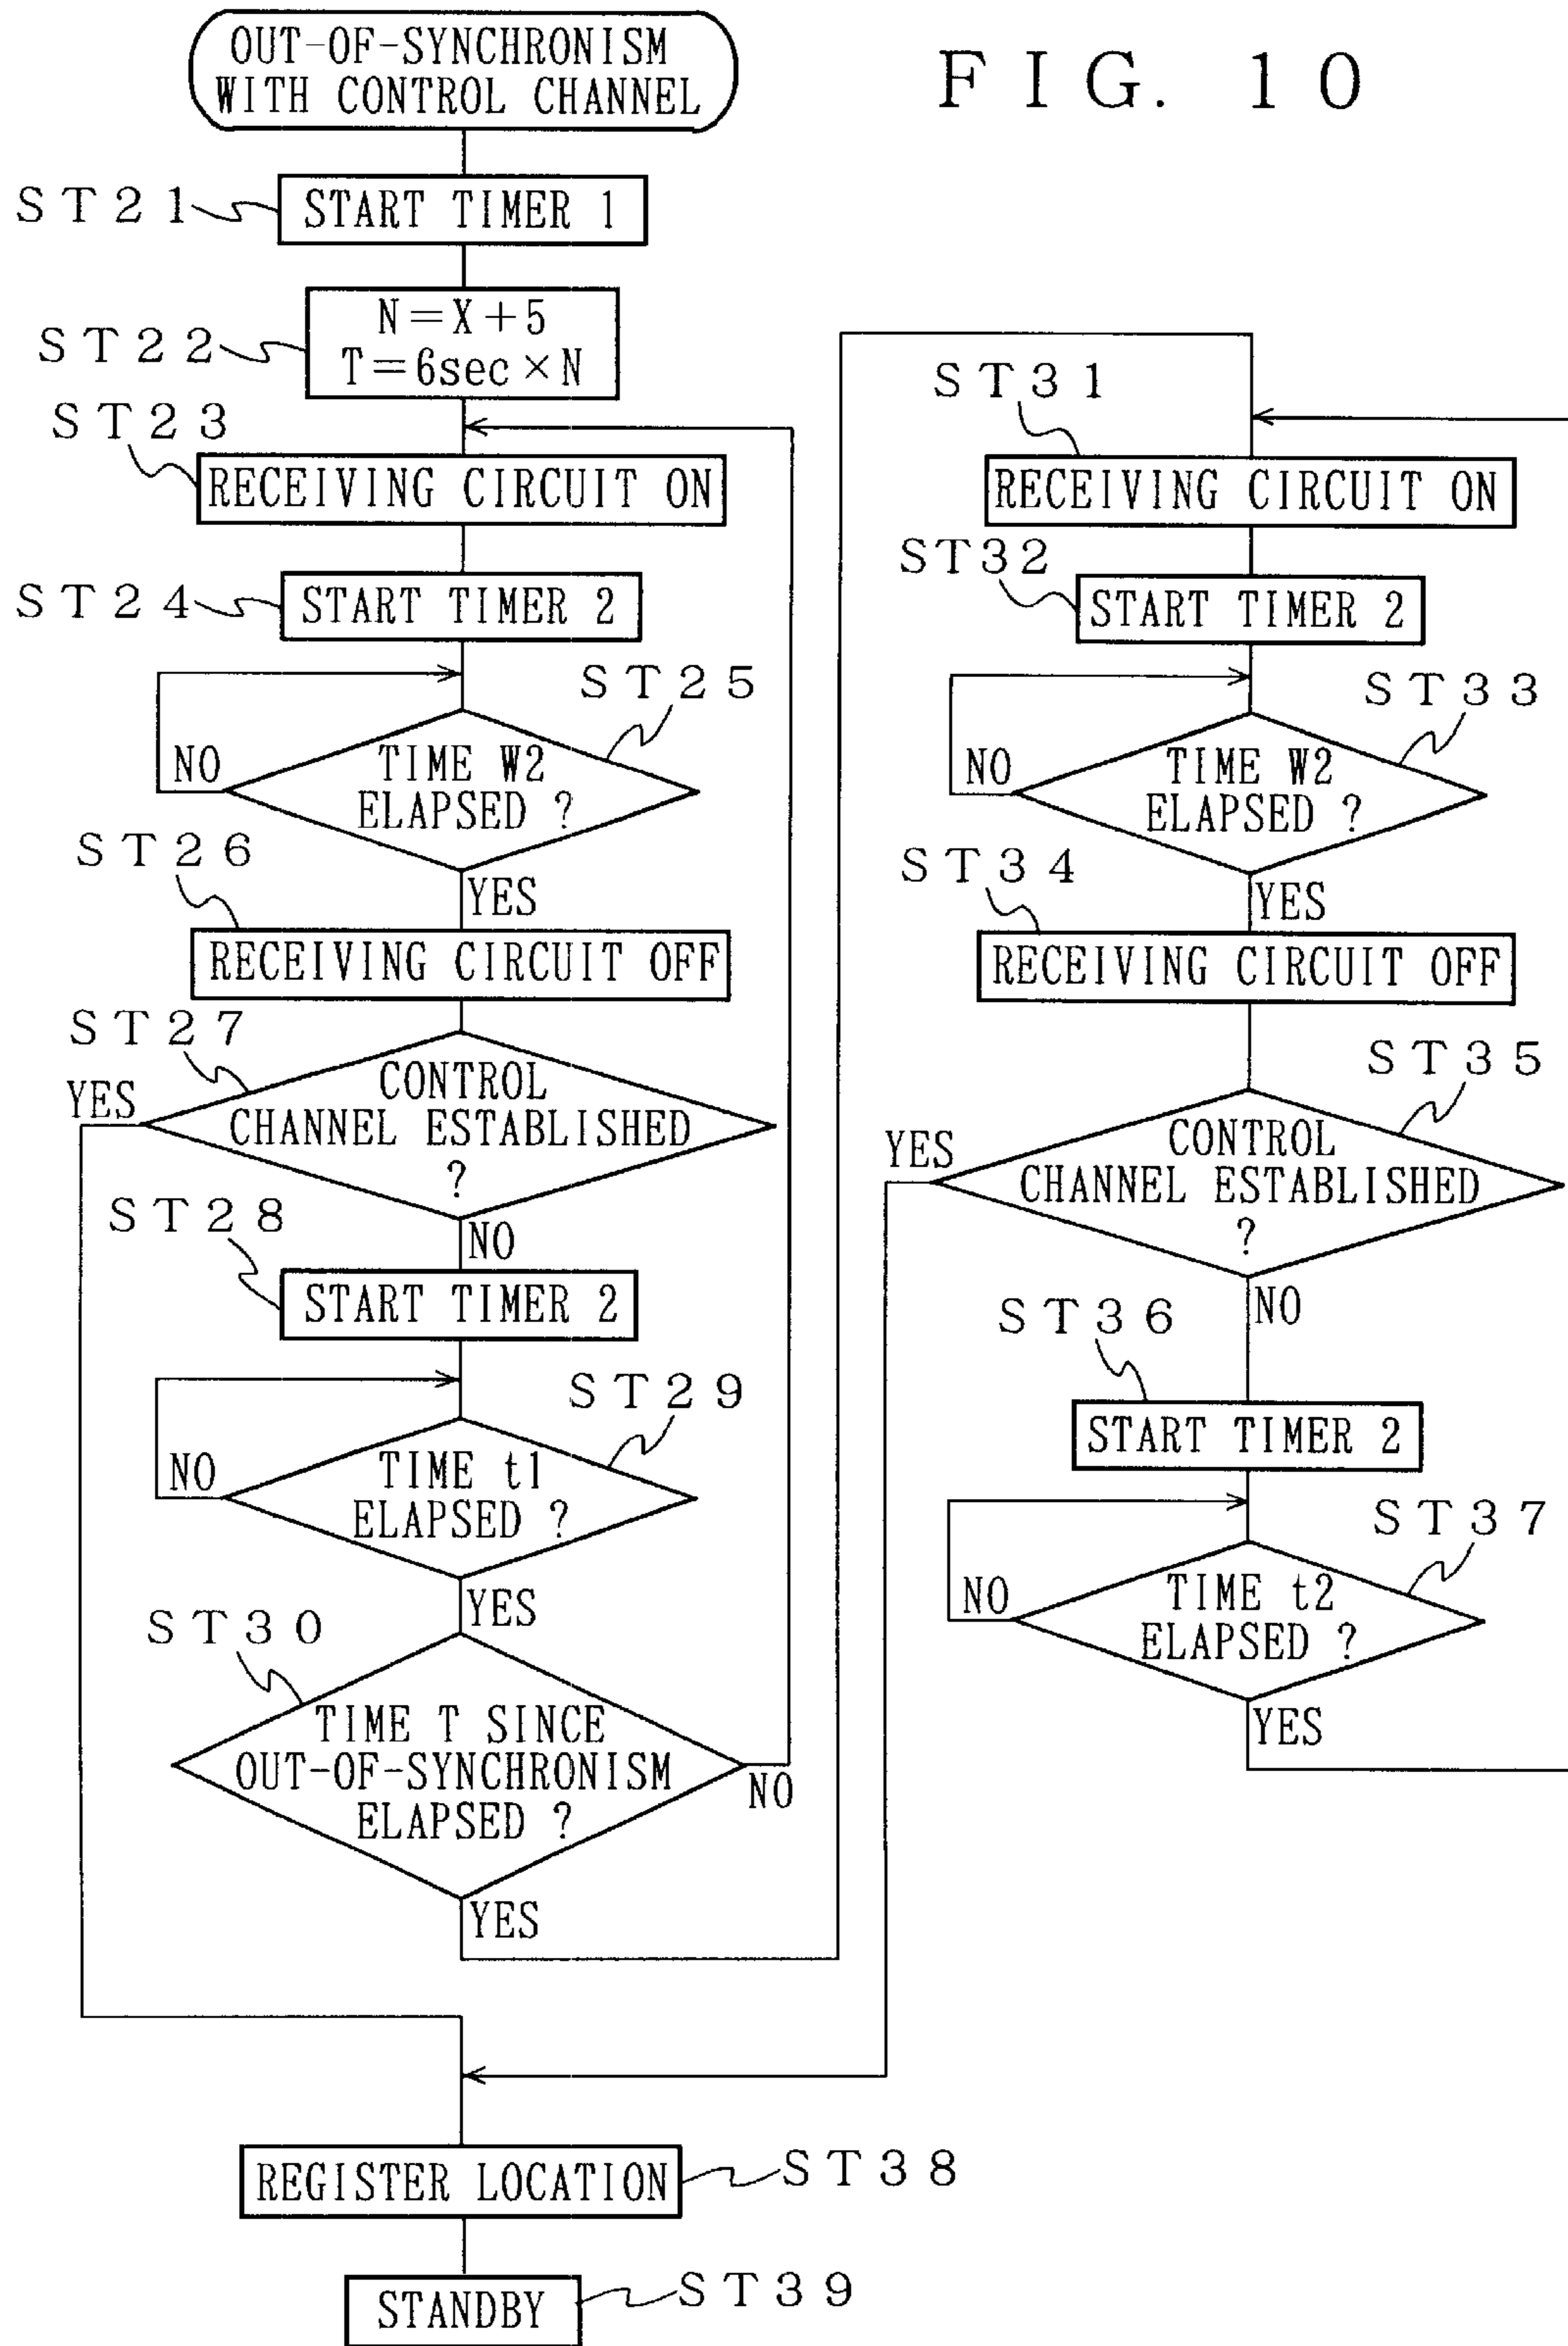 FIG. 10
OUT-OF-SYNCHRONISM
WITH CONTROL CHANNEL
ST21
START TIMER 1
ST22
N=X+5
T=6sec×N
ST23
RECEIVING CIRCUIT ON
ST24
START TIMER 2
ST25
TIME W2
ELAPSED ?
NO
YES
ST26
RECEIVING CIRCUIT OFF
ST27
CONTROL
CHANNEL ESTABLISHED
?
YES
NO
ST28
START TIMER 2
ST29
TIME t1
ELAPSED ?
NO
YES
ST30
TIME T SINCE
OUT-OF-SYNCHRONISM
ELAPSED ?
NO
YES
ST31
RECEIVING CIRCUIT ON
ST32
START TIMER 2
ST33
TIME W2
ELAPSED ?
NO
YES
ST34
RECEIVING CIRCUIT OFF
ST35
CONTROL
CHANNEL ESTABLISHED
?
YES
NO
ST36
START TIMER 2
ST37
TIME t2
ELAPSED ?
NO
YES
REGISTER LOCATION
ST38
STANDBY
ST39